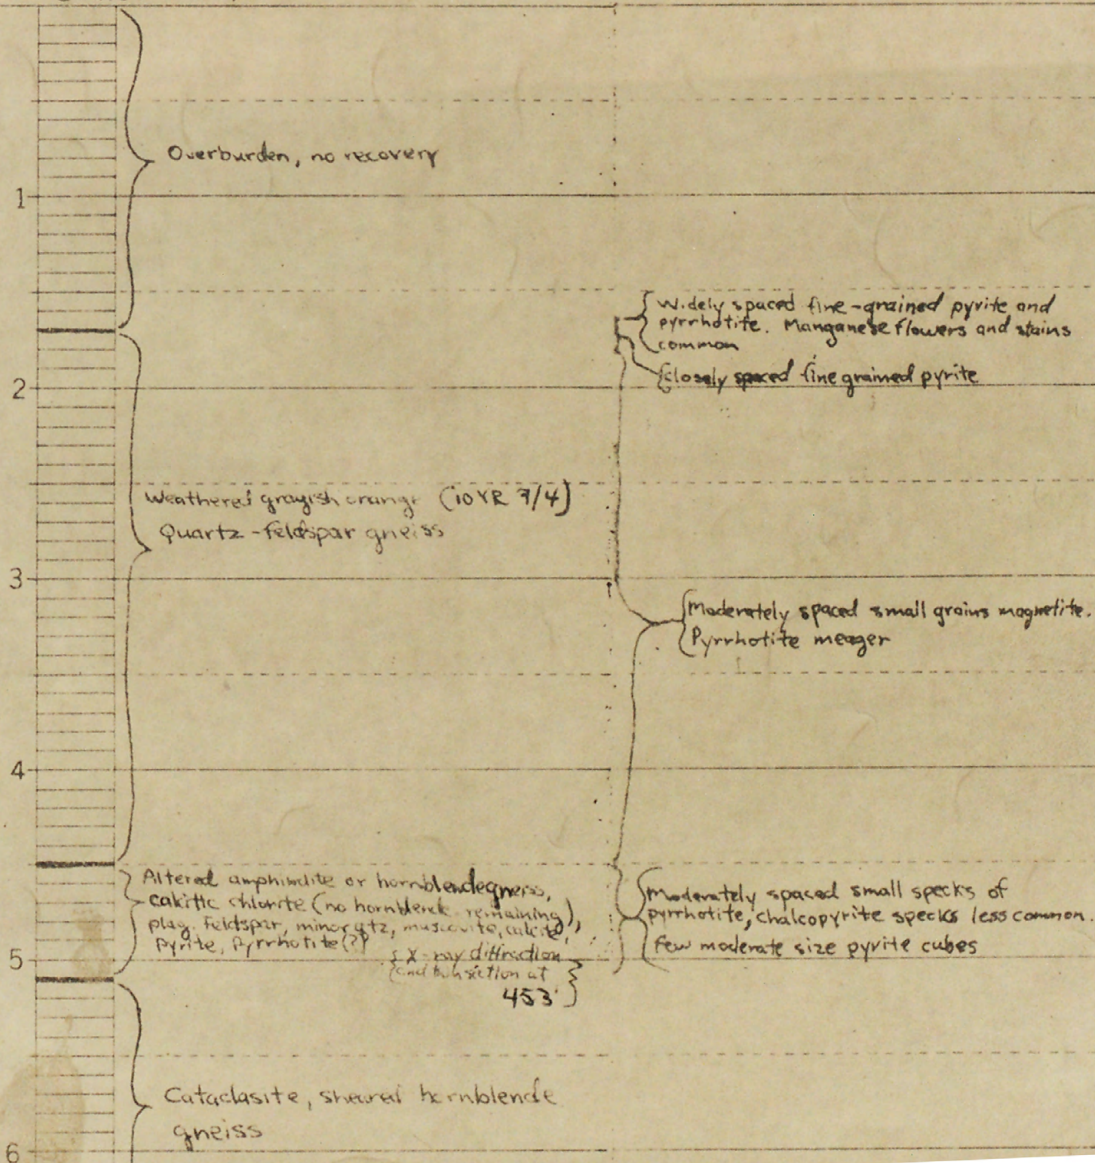 Overburden, no recovery
1
Widely spaced fine-grained pyrite and
pyrrhotite. Manganese flowers and stains
common
Closely spaced fine grained pyrite
2
Weathered grayish orange (10YR 7/4)
Quartz-feldspar gneiss
3
Moderately spaced small grains magnetite.
Pyrrhotite meager
4
Altered amphibolite or hornblende gneiss,
calcitic chlorite (no hornblende remaining),
plag. feldspar, minor qtz, muscovite, calcite,
pyrite, pyrrhotite(?)
X-ray diffraction
and thin section at
453'
Moderately spaced small specks of
pyrrhotite, chalcopyrite specks less common.
Few moderate size pyrite cubes
5
Cataclasite, sheared hornblende
gneiss
6